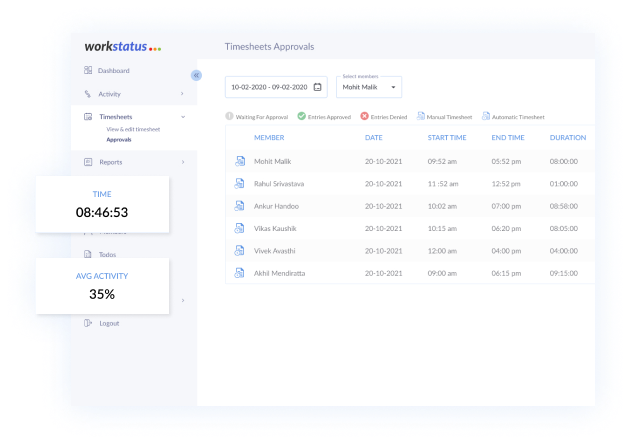 workstatus
Timesheets Approvals
Dashboard
Activity
Timesheets
View & edit timesheet
Approvals
Reports
TIME
08:46:53
Todos
AVG ACTIVITY
35%
Logout
10-02-2020 - 09-02-2020
Select members
Mohit Malik
Waiting For Approval Entries Approved Entries Denied Manual Timesheet Automatic Timesheet
MEMBER DATE START TIME END TIME DURATION
Mohit Malik 20-10-2021 09:52 am 05:52 pm 08:00:00
Rahul Srivastava 20-10-2021 11 :52 am 12:52 pm 01:00:00
Ankur Handoo 20-10-2021 10:02 am 07:00 pm 08:58:00
Vikas Kaushik 20-10-2021 10:15 am 06:20 pm 08:05:00
Vivek Avasthi 20-10-2021 12:00 am 04:00 pm 04:00:00
Akhil Mendiratta 20-10-2021 09:00 am 06:15 pm 09:15:00